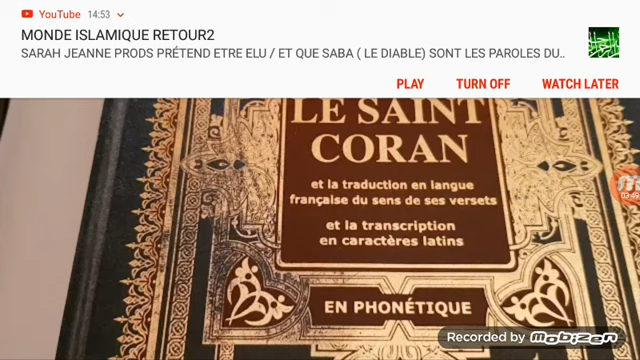 YouTube 14:53
MONDE ISLAMIQUE RETOUR2
SARAH JEANNE PRODS PRÉTEND ETRE ELU / ET QUE SABA ( LE DIABLE) SONT LES PAROLES DU..
PLAY TURN OFF WATCH LATER
LE SAINT
CORAN
et la traduction en langue
française du sens de ses versets
et la transcription
en caractères latins
EN PHONÉTIQUE
03:49
Recorded by Mobizen